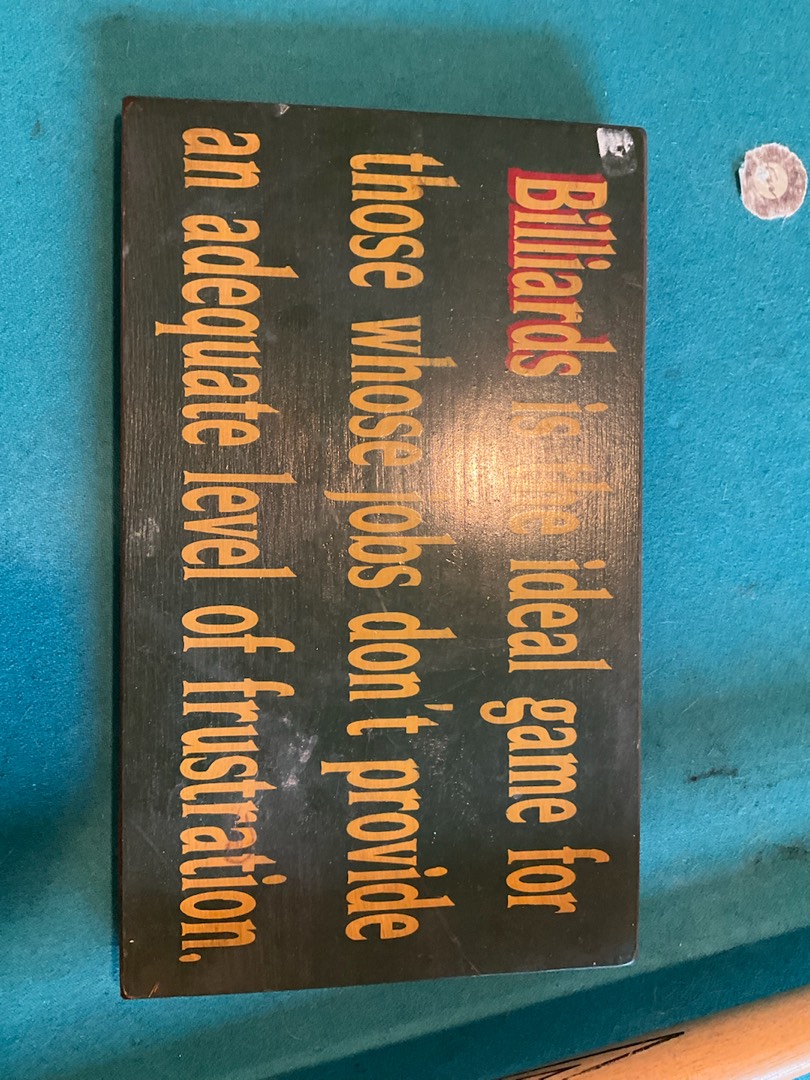 Billiards is the ideal game for
those whose jobs don't provide
an adequate level of frustration.